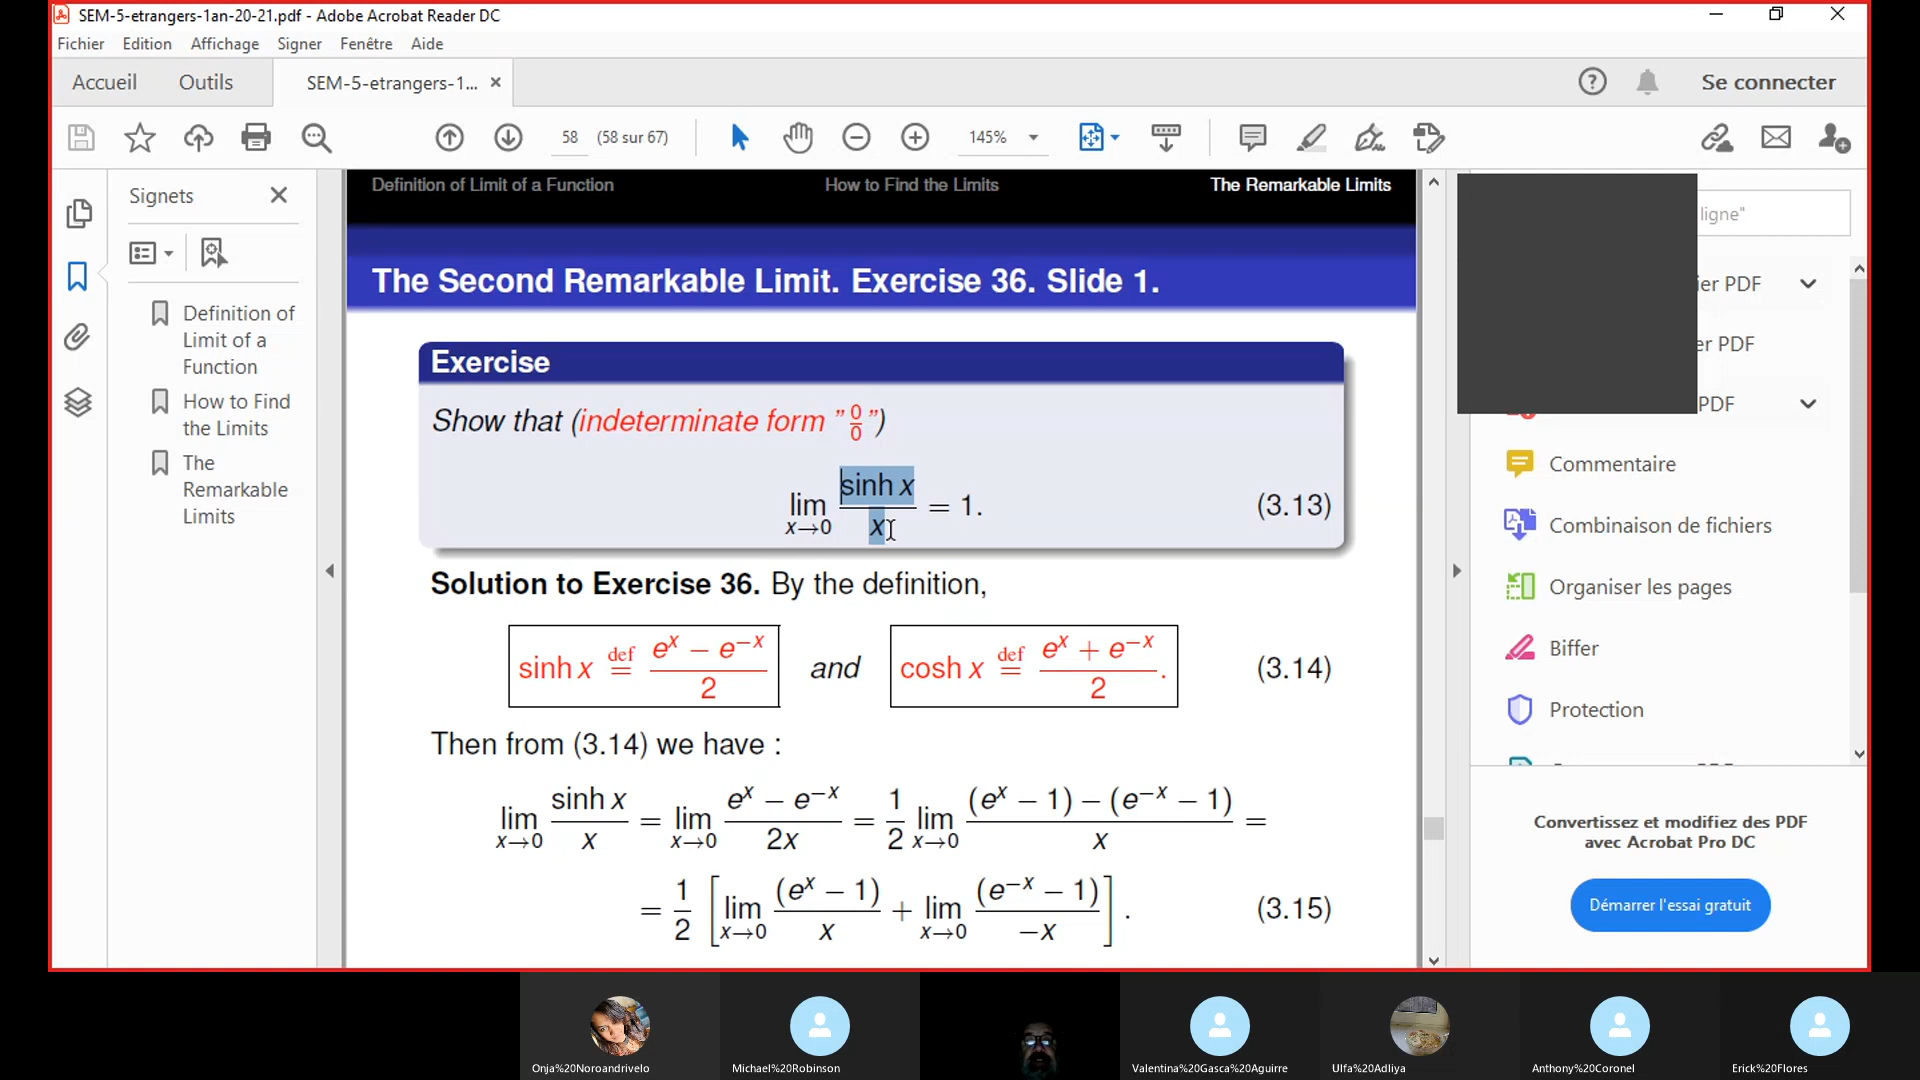 SEM-5-etrangers-1an-20-21.pdf - Adobe Acrobat Reader DC
Fichier Edition Affichage Signer Fenêtre Aide
Accueil Outils SEM-5-etrangers-1... × Se connecter
58 (58 sur 67) 145%
Signets
Definition of
Limit of a
Function
How to Find
the Limits
The
Remarkable
Limits
Definition of Limit of a Function How to Find the Limits The Remarkable Limits
The Second Remarkable Limit. Exercise 36. Slide 1.
Exercise
Show that (indeterminate form "0/0")
lim x→0 sinh x / x = 1. (3.13)
Solution to Exercise 36. By the definition,
sinh x def= (e^x − e^−x) / 2 and cosh x def= (e^x + e^−x) / 2 . (3.14)
Then from (3.14) we have :
lim x→0 sinh x / x = lim x→0 (e^x − e^−x) / 2x = 1/2 lim x→0 ((e^x − 1) − (e^−x − 1)) / x =
= 1/2 [ lim x→0 (e^x − 1) / x + lim x→0 (e^−x − 1) / −x ] . (3.15)
ligne"
ier PDF
er PDF
PDF
Commentaire
Combinaison de fichiers
Organiser les pages
Biffer
Protection
Convertissez et modifiez des PDF
avec Acrobat Pro DC
Démarrer l'essai gratuit
Onja%20Noroandrivelo
Michael%20Robinson
Valentina%20Gasca%20Aguirre
Ulfa%20Adliya
Anthony%20Coronel
Erick%20Flores